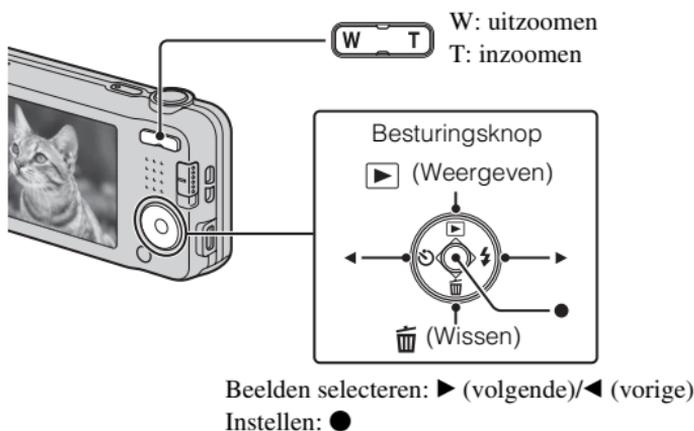 W: uitzoomen
W T
T: inzoomen
Besturingsknop
(Weergeven)
(Wissen)
Beelden selecteren: ▶ (volgende)/◀ (vorige)
Instellen: ●